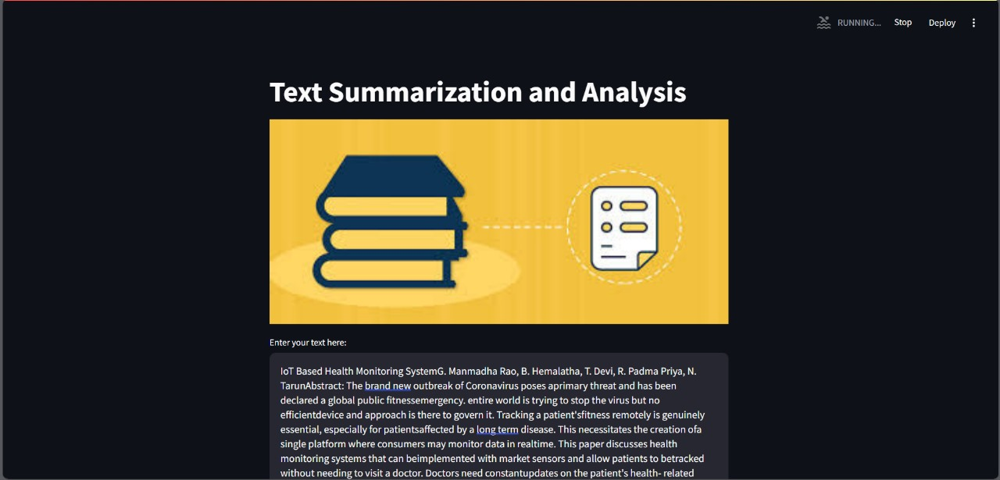 RUNNING...
Stop
Deploy
Text Summarization and Analysis
Enter your text here:
IoT Based Health Monitoring SystemG. Manmadha Rao, B. Hemalatha, T. Devi, R. Padma Priya, N.
TarunAbstract: The brand new outbreak of Coronavirus poses aprimary threat and has been
declared a global public fitnessemergency. entire world is trying to stop the virus but no
efficientdevice and approach is there to govern it. Tracking a patient'sfitness remotely is genuinely
essential, especially for patientsaffected by a long term disease. This necessitates the creation ofa
single platform where consumers may monitor data in realtime. This paper discusses health
monitoring systems that can beimplemented with market sensors and allow patients to betracked
without needing to visit a doctor. Doctors need constantupdates on the patient's health- related